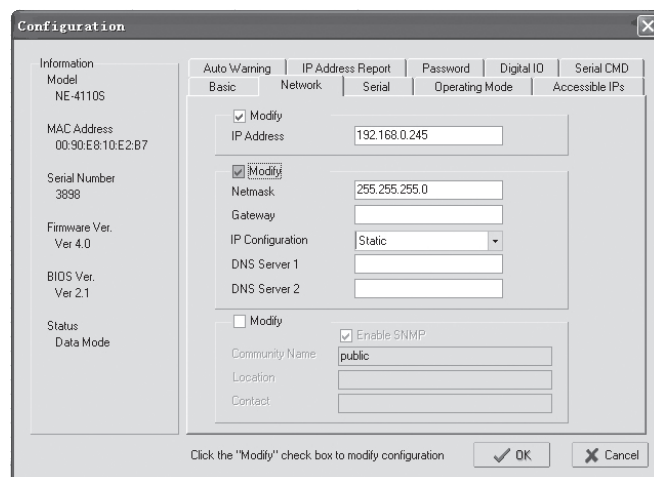 Configuration
Information
Model
NE-4110S
MAC Address
00:90:E8:10:E2:B7
Serial Number
3898
Firmware Ver.
Ver 4.0
BIOS Ver.
Ver 2.1
Status
Data Mode
Auto Warning
IP Address Report
Password
Digital IO
Serial CMD
Basic
Network
Serial
Operating Mode
Accessible IPs
Modify
IP Address
192.168.0.245
Modify
Netmask
255.255.255.0
Gateway
IP Configuration
Static
DNS Server 1
DNS Server 2
Modify
Enable SNMP
Community Name
public
Location
Contact
Click the "Modify" check box to modify configuration
OK
Cancel